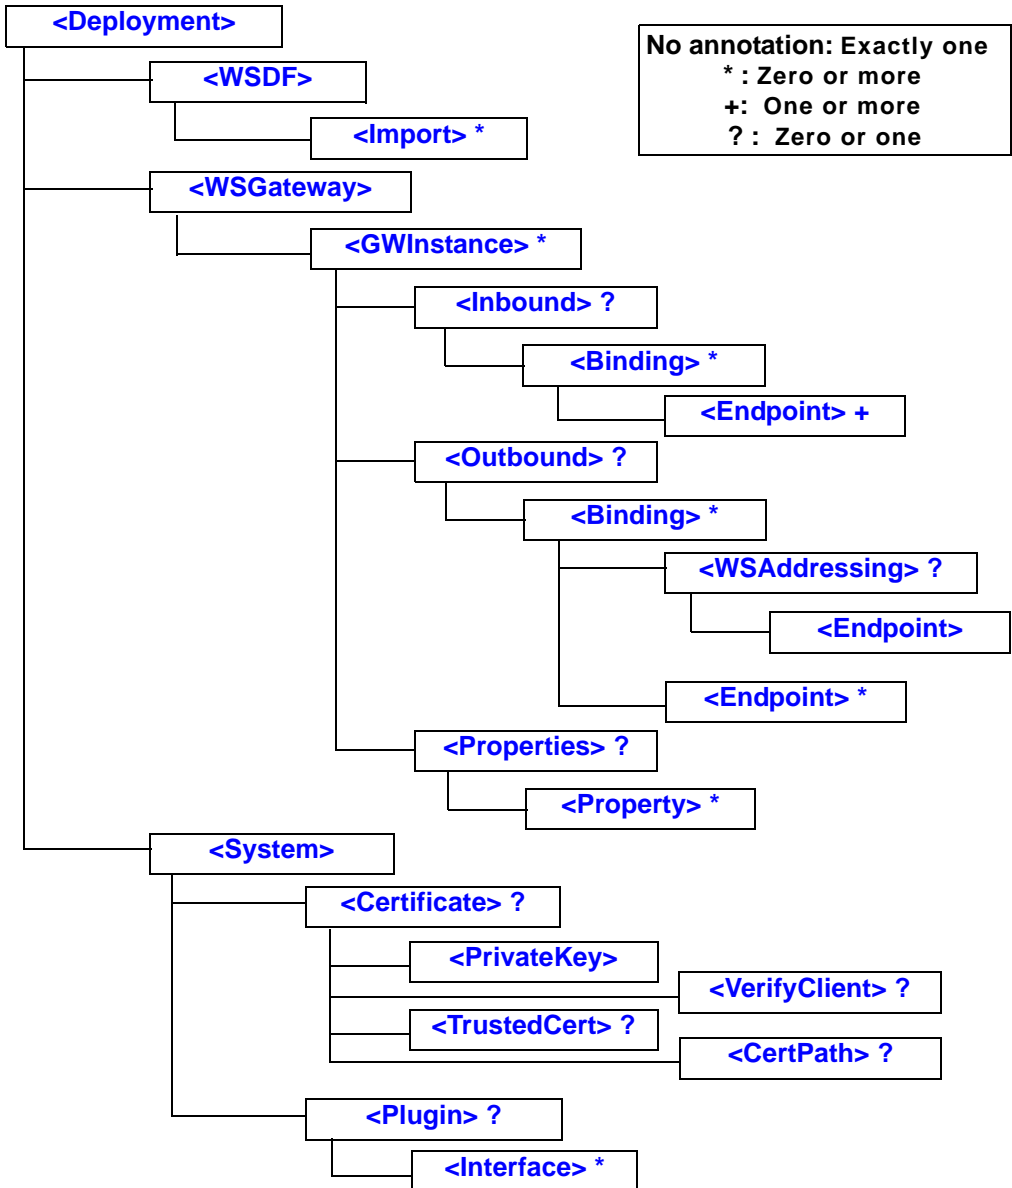 <Deployment>
No annotation: Exactly one
* : Zero or more
+: One or more
? : Zero or one
<WSDF>
<Import> *
<WSGateway>
<GWInstance> *
<Inbound> ?
<Binding> *
<Endpoint> +
<Outbound> ?
<Binding> *
<WSAddressing> ?
<Endpoint>
<Endpoint> *
<Properties> ?
<Property> *
<System>
<Certificate> ?
<PrivateKey>
<VerifyClient> ?
<TrustedCert> ?
<CertPath> ?
<Plugin> ?
<Interface> *